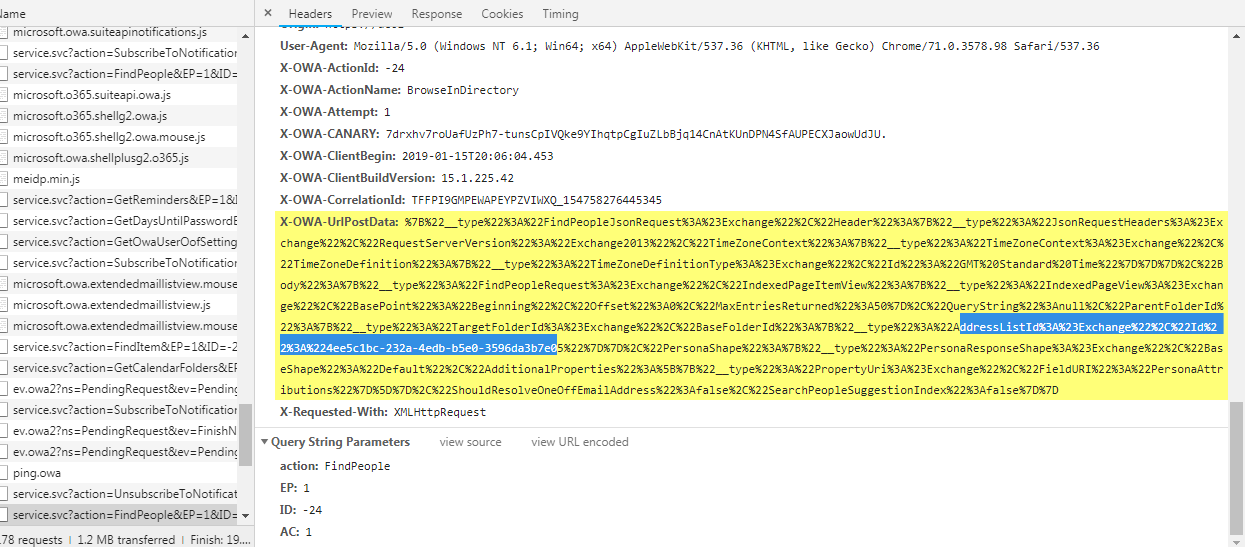 Name
microsoft.owa.suiteapinotifications.js
service.svc?action=SubscribeToNotification
service.svc?action=FindPeople&EP=1&ID=
microsoft.o365.suiteapi.owa.js
microsoft.o365.shellg2.owa.js
microsoft.o365.shellg2.owa.mouse.js
microsoft.owa.shellplusg2.o365.js
meidp.min.js
service.svc?action=GetReminders&EP=1&I
service.svc?action=GetDaysUntilPasswordE
service.svc?action=GetOwaUserOofSetting
service.svc?action=SubscribeToNotificat
microsoft.owa.extendedmaillistview.mouse
microsoft.owa.extendedmaillistview.js
microsoft.owa.extendedmaillistview.mouse
service.svc?action=FindItem&EP=1&ID=-2
service.svc?action=GetCalendarFolders&EP
ev.owa2?ns=PendingRequest&ev=Pending
service.svc?action=SubscribeToNotificat
ev.owa2?ns=PendingRequest&ev=FinishN
ev.owa2?ns=PendingRequest&ev=Pending
ping.owa
service.svc?action=UnsubscribeToNotificat
service.svc?action=FindPeople&EP=1&ID=
178 requests | 1.2 MB transferred | Finish: 19....
× Headers Preview Response Cookies Timing
User-Agent: Mozilla/5.0 (Windows NT 6.1; Win64; x64) AppleWebKit/537.36 (KHTML, like Gecko) Chrome/71.0.3578.98 Safari/537.36
X-OWA-ActionId: -24
X-OWA-ActionName: BrowseInDirectory
X-OWA-Attempt: 1
X-OWA-CANARY: 7drxhv7roUafUzPh7-tunsCpIVQke9YIhqtpCgIuZLbBjq14CnAtKUnDPN4SfAUPECXJaowUdJU.
X-OWA-ClientBegin: 2019-01-15T20:06:04.453
X-OWA-ClientBuildVersion: 15.1.225.42
X-OWA-CorrelationId: TFFPI9GMPEWAPEYPZVIWXQ_154758276445345
X-OWA-UrlPostData: %7B%22__type%22%3A%22FindPeopleJsonRequest%3A%23Exchange%22%2C%22Header%22%3A%7B%22__type%22%3A%22JsonRequestHeaders%3A%23Ex
change%22%2C%22RequestServerVersion%22%3A%22Exchange2013%22%2C%22TimeZoneContext%22%3A%7B%22__type%22%3A%22TimeZoneContext%3A%23Exchange%22%2C%
22TimeZoneDefinition%22%3A%7B%22__type%22%3A%22TimeZoneDefinitionType%3A%23Exchange%22%2C%22Id%22%3A%22GMT%20Standard%20Time%22%7D%7D%7D%2C%22B
ody%22%3A%7B%22__type%22%3A%22FindPeopleRequest%3A%23Exchange%22%2C%22IndexedPageItemView%22%3A%7B%22__type%22%3A%22IndexedPageView%3A%23Exchan
ge%22%2C%22BasePoint%22%3A%22Beginning%22%2C%22Offset%22%3A0%2C%22MaxEntriesReturned%22%3A50%7D%2C%22QueryString%22%3Anull%2C%22ParentFolderId
%22%3A%7B%22__type%22%3A%22TargetFolderId%3A%23Exchange%22%2C%22BaseFolderId%22%3A%7B%22__type%22%3A%22AddressListId%3A%23Exchange%22%2C%22Id%2
2%3A%224ee5c1bc-232a-4edb-b5e0-3596da3b7e05%22%7D%7D%2C%22PersonaShape%22%3A%7B%22__type%22%3A%22PersonaResponseShape%3A%23Exchange%22%2C%22Ba
seShape%22%3A%22Default%22%2C%22AdditionalProperties%22%3A%5B%7B%22__type%22%3A%22PropertyUri%3A%23Exchange%22%2C%22FieldURI%22%3A%22PersonaAttr
ibutions%22%7D%5D%7D%2C%22ShouldResolveOneOffEmailAddress%22%3Afalse%2C%22SearchPeopleSuggestionIndex%22%3Afalse%7D%7D
X-Requested-With: XMLHttpRequest
Query String Parameters view source view URL encoded
action: FindPeople
EP: 1
ID: -24
AC: 1